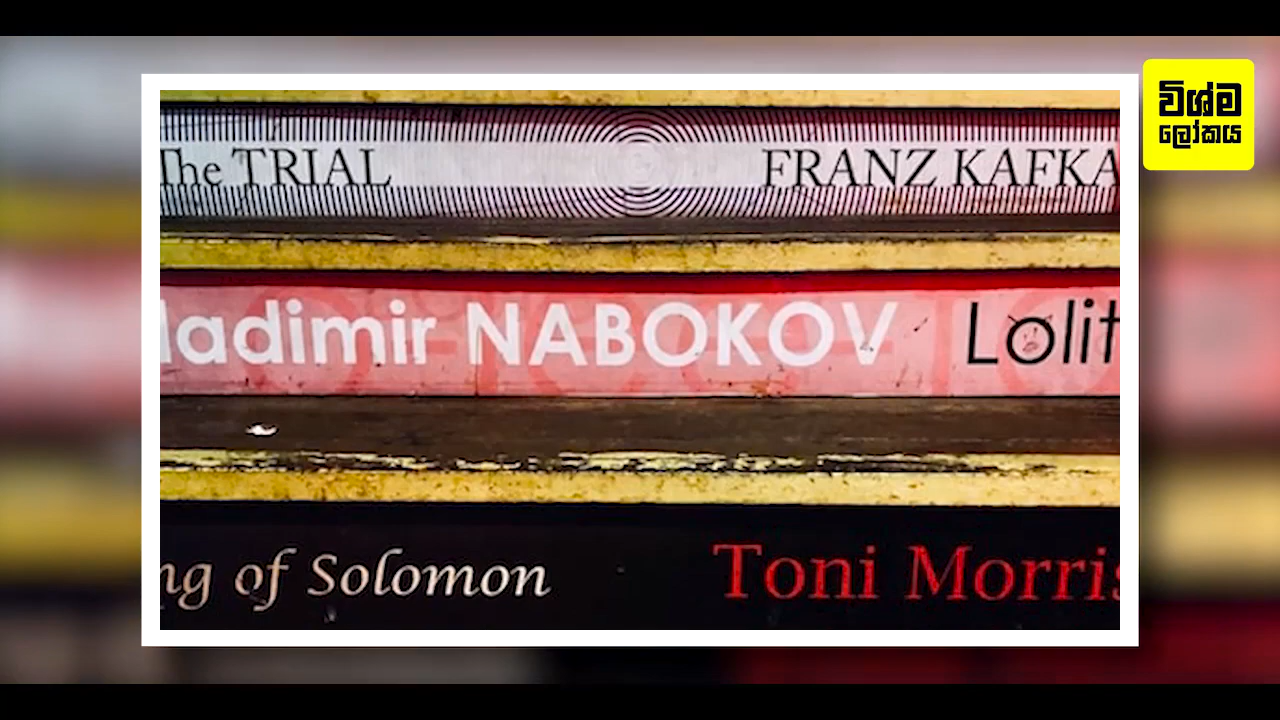 විශ්ම
ලෝකය
The TRIAL FRANZ KAFKA
ladimir NABOKOV Lolit
ng of Solomon Toni Morris